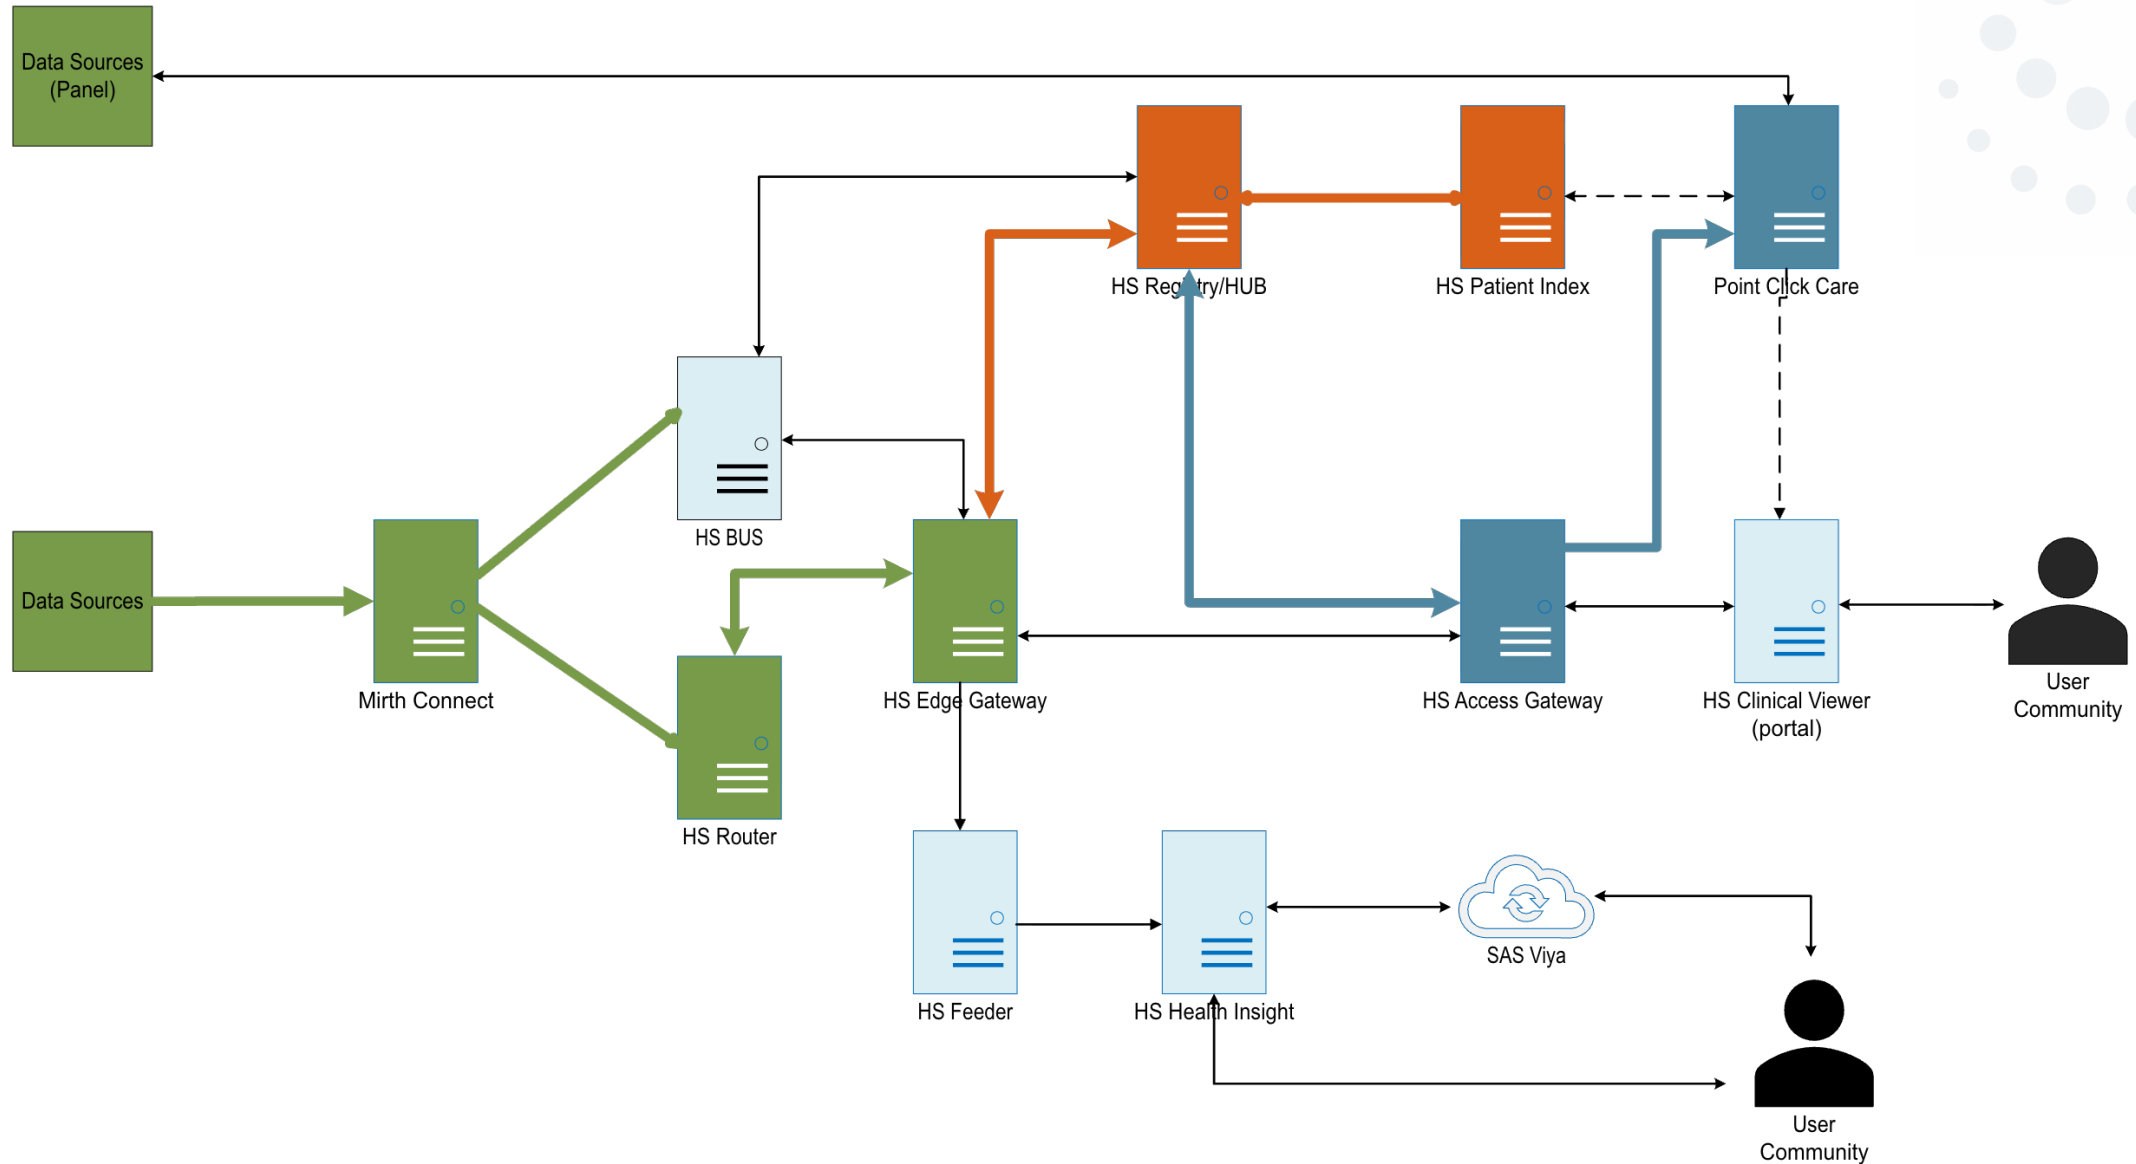 Data Sources
(Panel)
HS Registry/HUB
HS Patient Index
Point Click Care
HS BUS
Data Sources
Mirth Connect
HS Edge Gateway
HS Access Gateway
HS Clinical Viewer
(portal)
User
Community
HS Router
SAS Viya
HS Feeder
HS Health Insight
User
Community